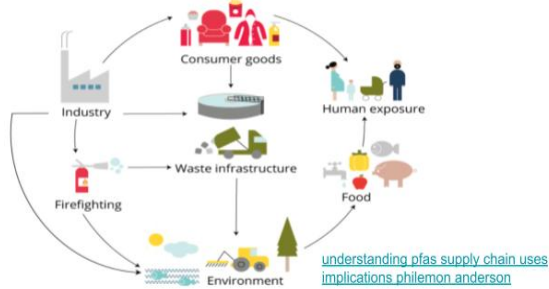 Consumer goods
Industry
Human exposure
Waste infrastructure
Firefighting
Food
Environment
understanding pfas supply chain uses
implications philemon anderson